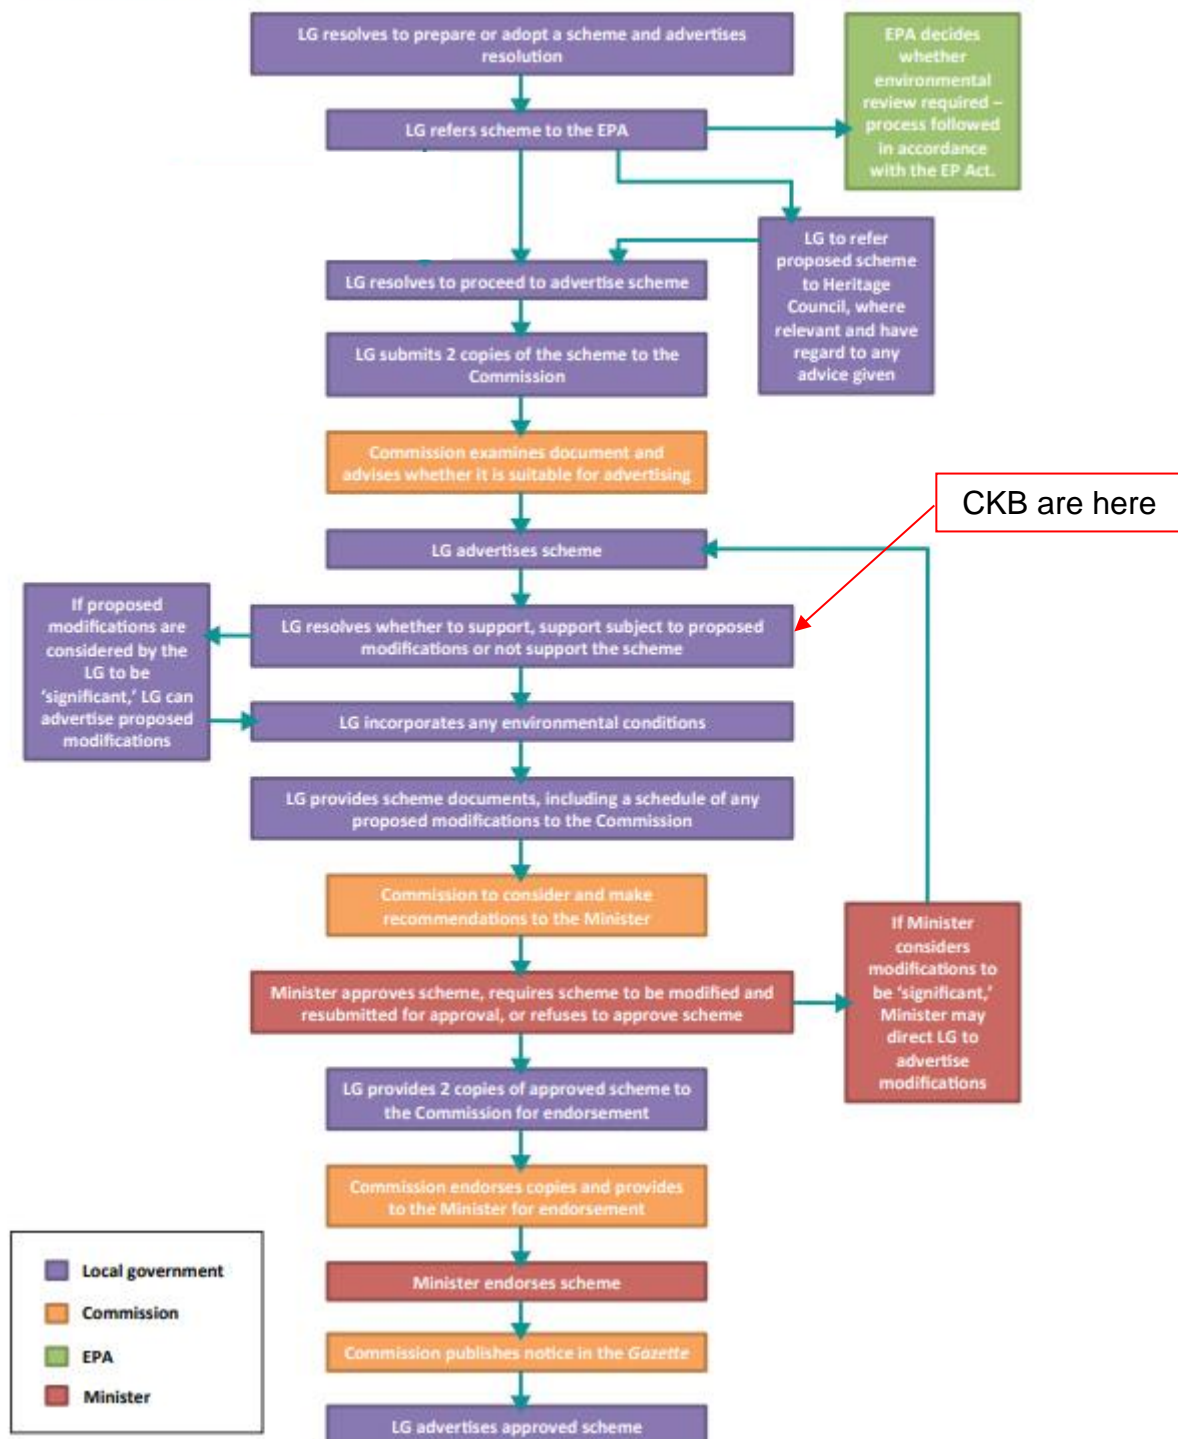 LG resolves to prepare or adopt a scheme and advertises
resolution
EPA decides
whether
environmental
review required –
process followed
in accordance
with the EP Act.
LG refers scheme to the EPA
LG to refer
proposed scheme
to Heritage
Council, where
relevant and have
regard to any
advice given
LG resolves to proceed to advertise scheme
LG submits 2 copies of the scheme to the
Commission
Commission examines document and
advises whether it is suitable for advertising
CKB are here
LG advertises scheme
If proposed
modifications are
considered by the
LG to be
‘significant,’ LG can
advertise proposed
modifications
LG resolves whether to support, support subject to proposed
modifications or not support the scheme
LG incorporates any environmental conditions
LG provides scheme documents, including a schedule of any
proposed modifications to the Commission
Commission to consider and make
recommendations to the Minister
If Minister
considers
modifications to
be ‘significant,’
Minister may
direct LG to
advertise
modifications
Minister approves scheme, requires scheme to be modified and
resubmitted for approval, or refuses to approve scheme
LG provides 2 copies of approved scheme to
the Commission for endorsement
Commission endorses copies and provides
to the Minister for endorsement
Minister endorses scheme
Commission publishes notice in the Gazette
LG advertises approved scheme
Local government
Commission
EPA
Minister